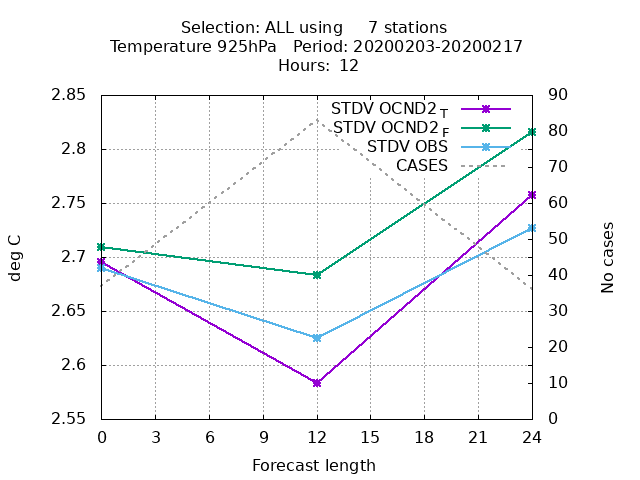 Selection: ALL using     7 stations
Temperature 925hPa   Period: 20200203-20200217
Hours:  12
2.85
2.8
2.75
2.7
2.65
2.6
2.55
90
80
70
60
50
40
30
20
10
0
STDV OCND2 T
STDV OCND2 F
STDV OBS
CASES
deg C
No cases
0 3 6 9 12 15 18 21 24
Forecast length